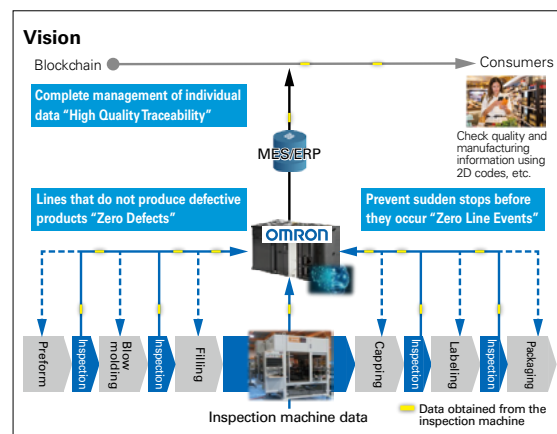 Vision
Blockchain
Consumers
Complete management of individual
data “High Quality Traceability”
Check quality and
manufacturing
information using
2D codes, etc.
MES/ERP
Lines that do not produce defective
products “Zero Defects”
Prevent sudden stops before
they occur “Zero Line Events”
OMRON
Preform
Inspection
Blow
molding
Inspection
Filling
Capping
Inspection
Labeling
Inspection
Packaging
Inspection machine data
Data obtained from the
inspection machine